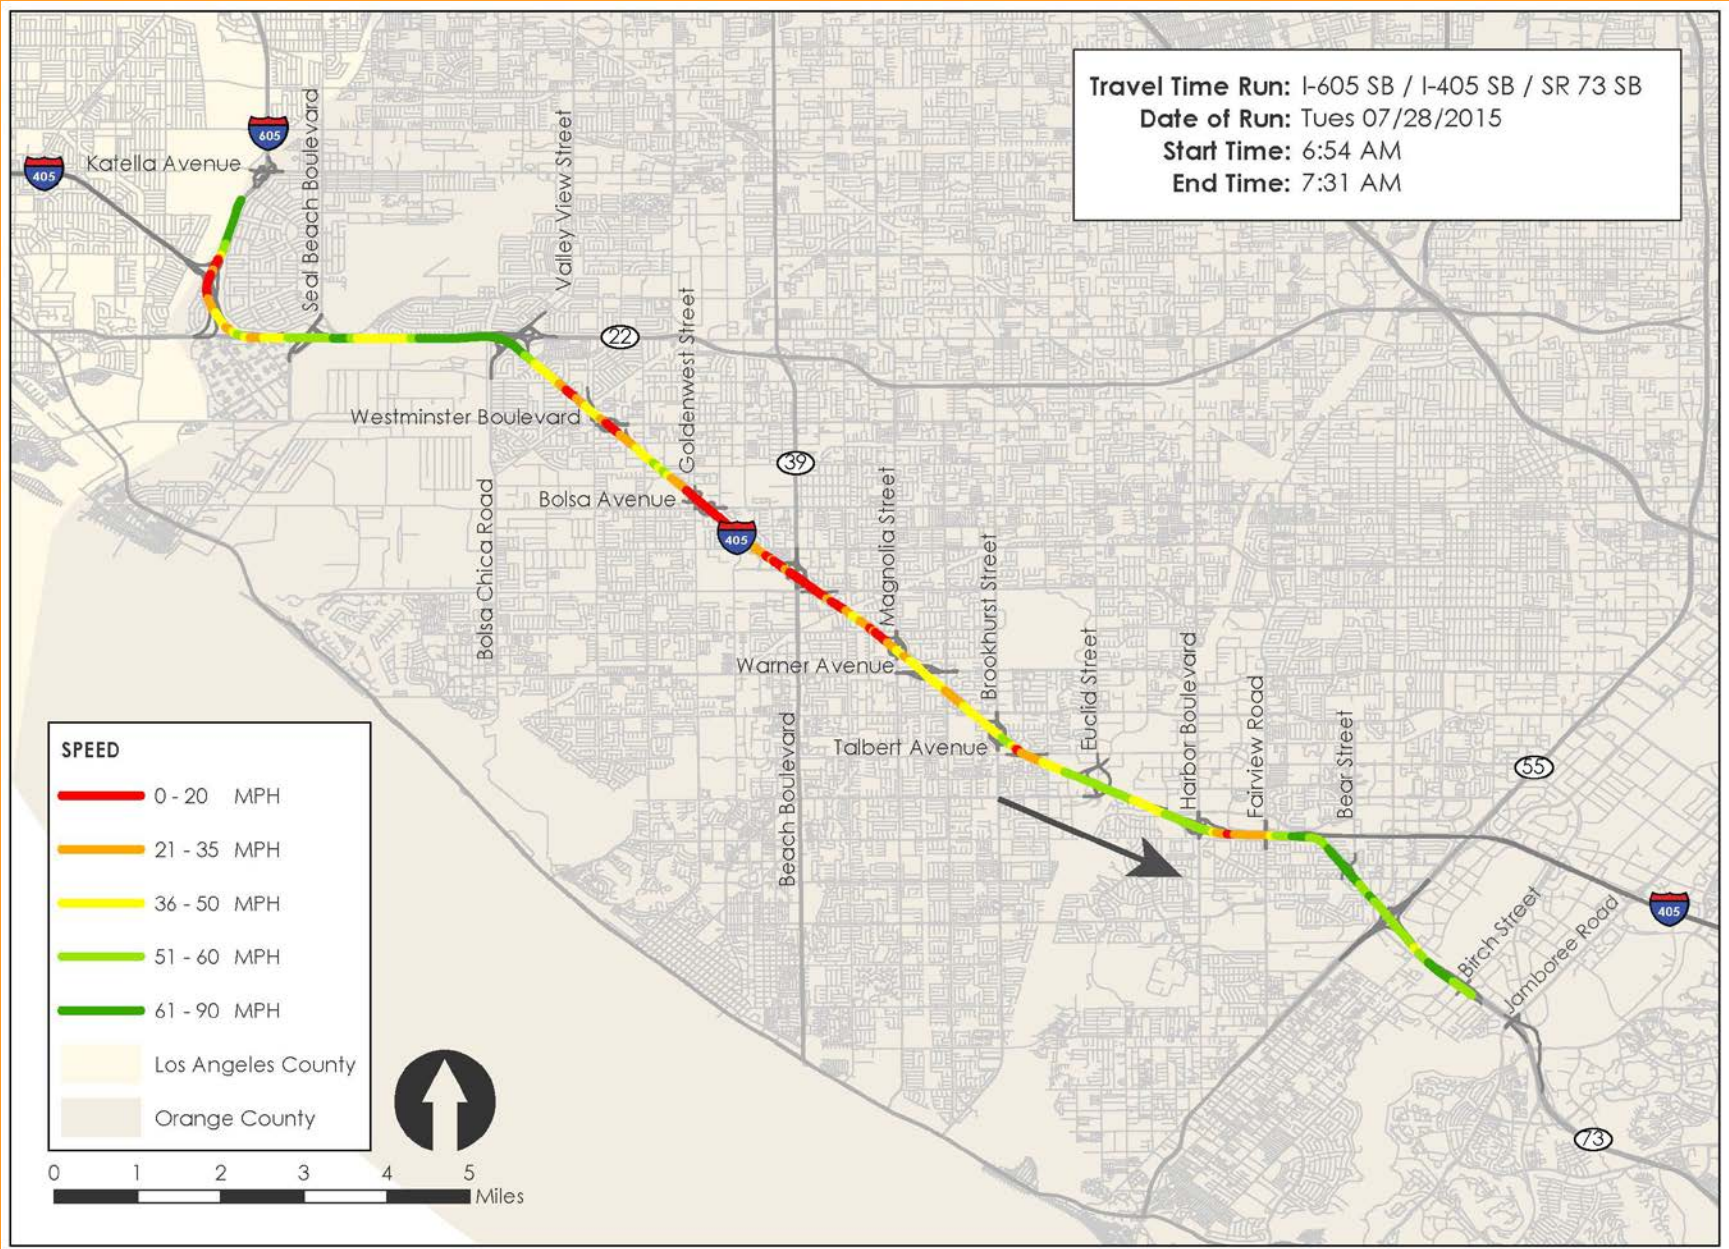 Travel Time Run: I-605 SB / I-405 SB / SR 73 SB
Date of Run: Tues 07/28/2015
Start Time: 6:54 AM
End Time: 7:31 AM
605
405
Katella Avenue
Seal Beach Boulevard
Valley View Street
22
Goldenwest Street
Westminster Boulevard
39
Bolsa Avenue
405
Bolsa Chica Road
Magnolia Street
Brookhurst Street
Warner Avenue
Euclid Street
Harbor Boulevard
Fairview Road
Bear Street
Talbert Avenue
Beach Boulevard
55
405
Birch Street
Jamboree Road
73
SPEED
0 - 20 MPH
21 - 35 MPH
36 - 50 MPH
51 - 60 MPH
61 - 90 MPH
Los Angeles County
Orange County
0 1 2 3 4 5
Miles